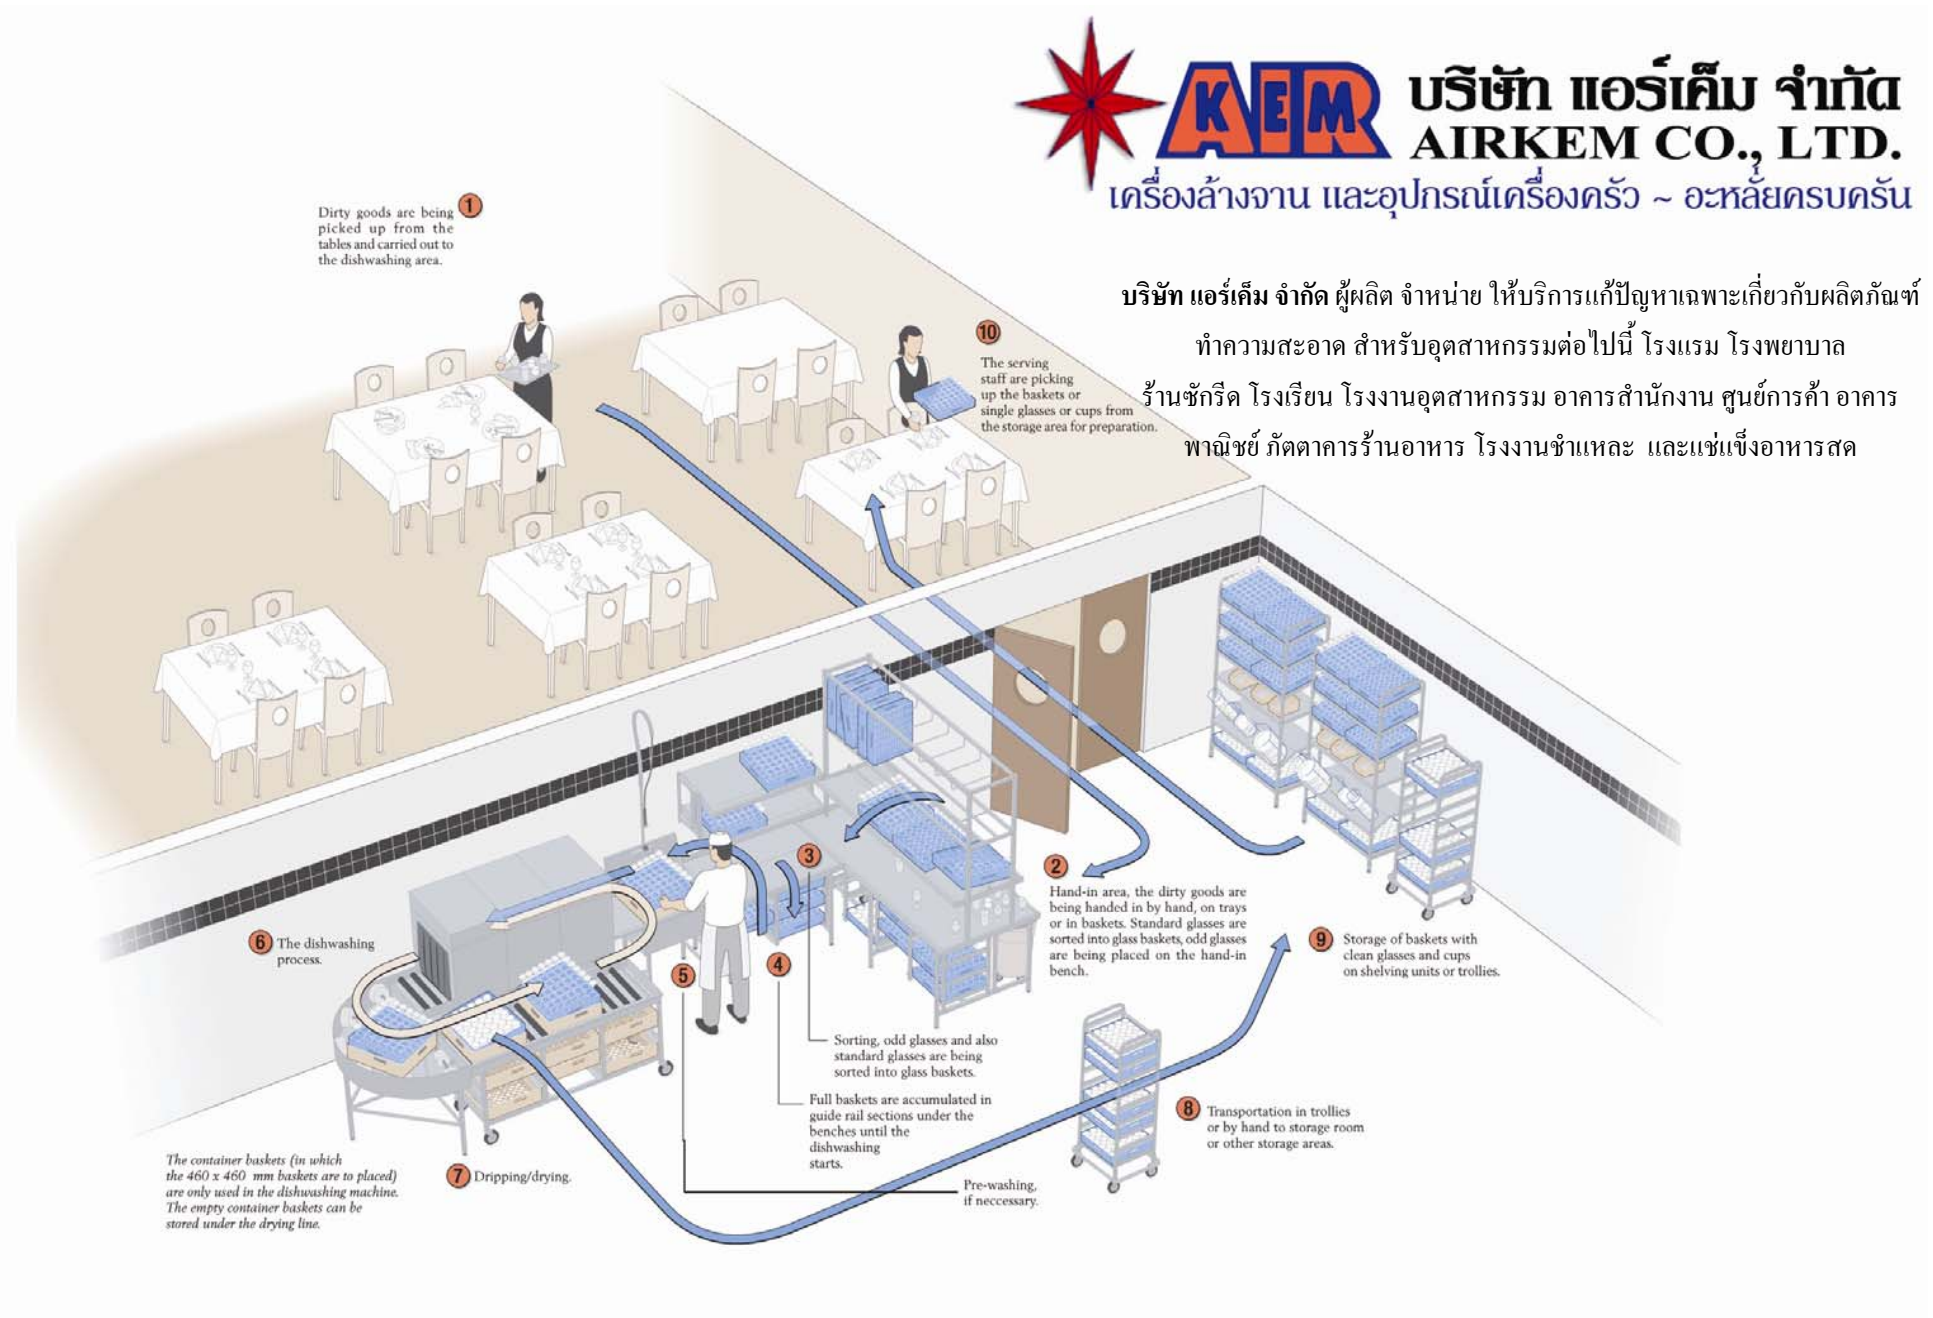 AIR
KEM
บริษัท แอร์เค็ม จำกัด
AIRKEM CO., LTD.
เครื่องล้างจาน และอุปกรณ์เครื่องครัว ~ อะหลั่ยครบครัน
บริษัท แอร์เค็ม จำกัด ผู้ผลิต จำหน่าย ให้บริการแก้ปัญหาเฉพาะเกี่ยวกับผลิตภัณฑ์
ทำความสะอาด สำหรับอุตสาหกรรมต่อไปนี้ โรงแรม โรงพยาบาล
ร้านซักรีด โรงเรียน โรงงานอุตสาหกรรม อาคารสำนักงาน ศูนย์การค้า อาคาร
พาณิชย์ ภัตตาคารร้านอาหาร โรงงานชำแหละ และแช่แข็งอาหารสด
1
Dirty goods are being
picked up from the
tables and carried out to
the dishwashing area.
10
The serving
staff are picking
up the baskets or
single glasses or cups from
the storage area for preparation.
2
Hand-in area, the dirty goods are
being handed in by hand, on trays
or in baskets. Standard glasses are
sorted into glass baskets, odd glasses
are being placed on the hand-in
bench.
3
Sorting, odd glasses and also
standard glasses are being
sorted into glass baskets.
4
Full baskets are accumulated in
guide rail sections under the
benches until the
dishwashing
starts.
5
Pre-washing,
if neccessary.
6
The dishwashing
process.
7
Dripping/drying.
8
Transportation in trollies
or by hand to storage room
or other storage areas.
9
Storage of baskets with
clean glasses and cups
on shelving units or trollies.
The container baskets (in which
the 460 x 460 mm baskets are to placed)
are only used in the dishwashing machine.
The empty container baskets can be
stored under the drying line.